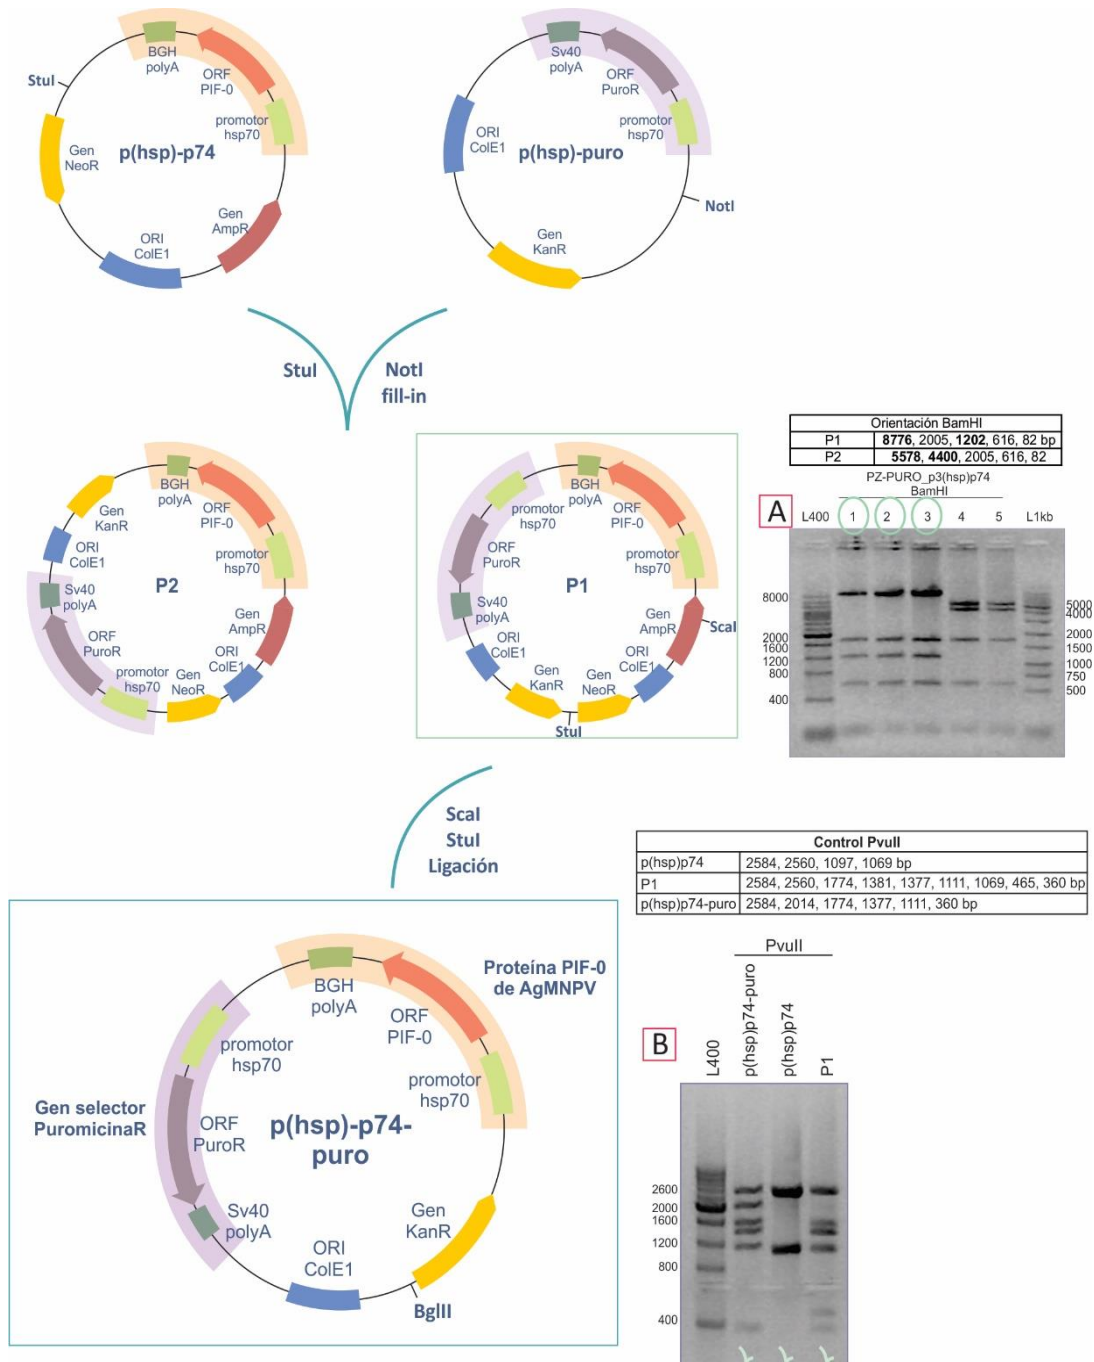 BGH
polyA
ORF
PIF-0
promotor
hsp70
StuI
Gen
NeoR
p(hsp)-p74
Gen
AmpR
ORI
ColE1
Sv40
polyA
ORF
PuroR
promotor
hsp70
ORI
ColE1
p(hsp)-puro
NotI
Gen
KanR
StuI
NotI
fill-in
BGH
polyA
ORF
PIF-0
Gen
KanR
ORI
ColE1
promotor
hsp70
P2
Sv40
polyA
ORF
PuroR
promotor
hsp70
Gen
NeoR
ORI
ColE1
Gen
AmpR
BGH
polyA
ORF
PIF-0
promotor
hsp70
ORF
PuroR
promotor
hsp70
P1
Sv40
polyA
ORI
ColE1
Gen
KanR
Gen
NeoR
ORI
ColE1
Gen
AmpR
ScaI
StuI
Orientación BamHI
P1 8776, 2005, 1202, 616, 82 bp
P2 5578, 4400, 2005, 616, 82
PZ-PURO_p3(hsp)p74
BamHI
A
L400 1 2 3 4 5 L1kb
8000
2000
1600
1200
800
400
5000
4000
2000
1500
1000
750
500
ScaI
StuI
Ligación
Control PvuII
p(hsp)p74 2584, 2560, 1097, 1069 bp
P1 2584, 2560, 1774, 1381, 1377, 1111, 1069, 465, 360 bp
p(hsp)p74-puro 2584, 2014, 1774, 1377, 1111, 360 bp
BGH
polyA
ORF
PIF-0
Proteína PIF-0
de AgMNPV
promotor
hsp70
promotor
hsp70
Gen selector
PuromicinaR
ORF
PuroR
p(hsp)-p74-
puro
Sv40
polyA
ORI
ColE1
Gen
KanR
BglII
PvuII
B
L400
p(hsp)p74-puro
p(hsp)p74
P1
2600
2000
1600
1200
800
400